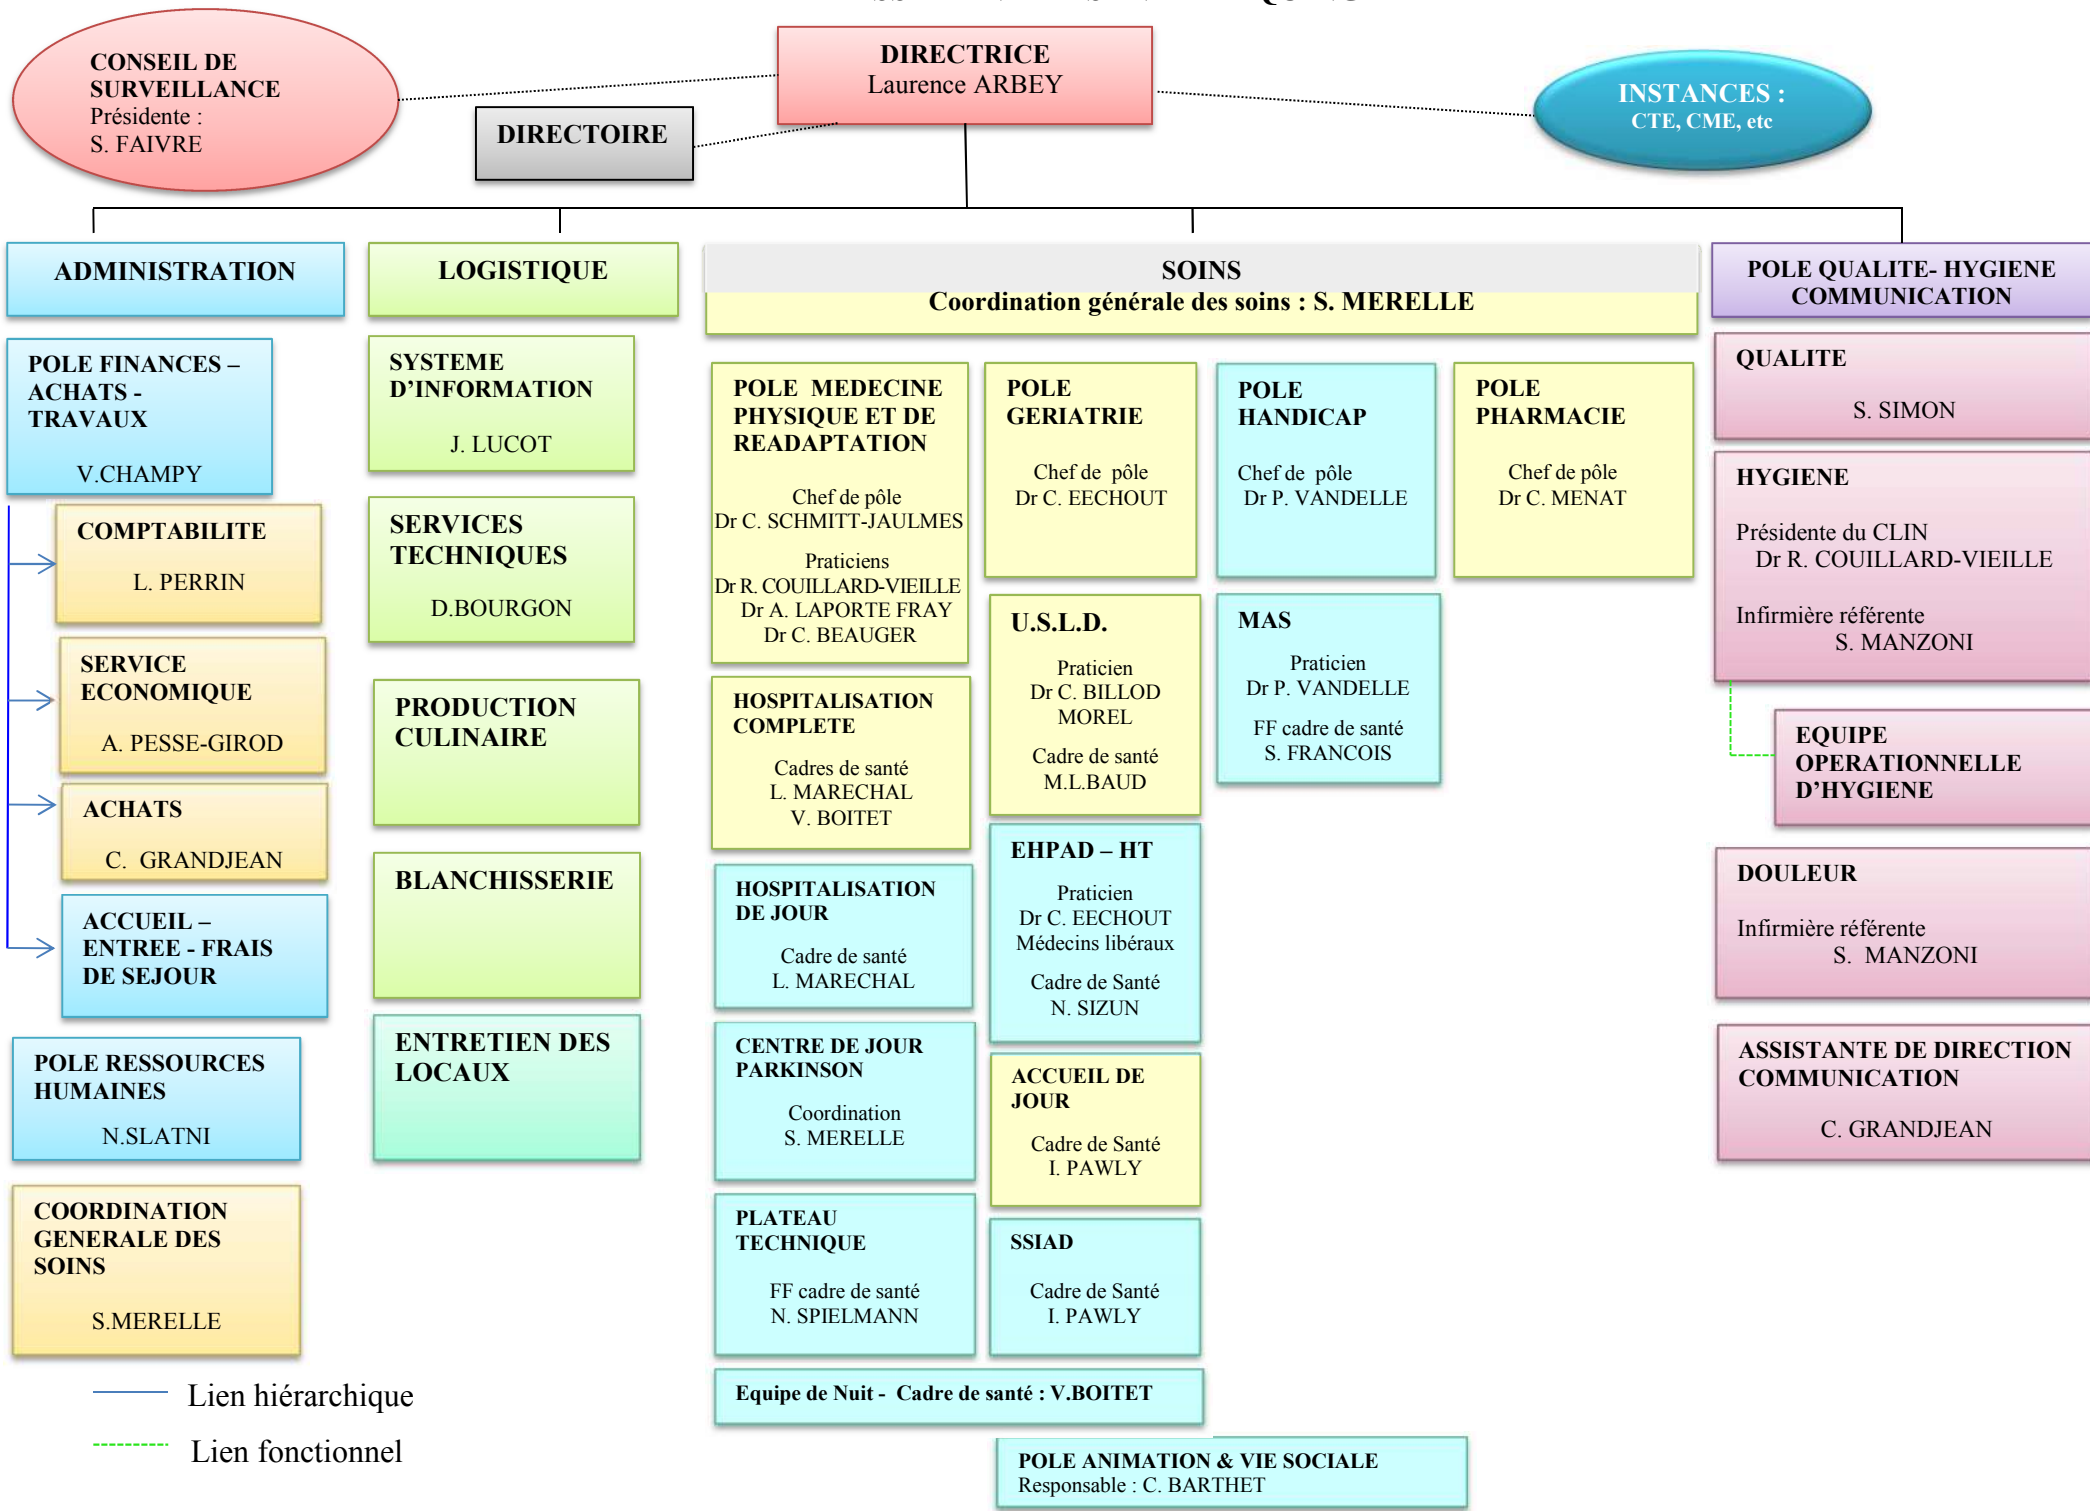 CONSEIL DE
SURVEILLANCE
Présidente :
S. FAIVRE
DIRECTRICE
Laurence ARBEY
DIRECTOIRE
INSTANCES :
CTE, CME, etc
ADMINISTRATION
POLE FINANCES –
ACHATS -
TRAVAUX
V.CHAMPY
COMPTABILITE
L. PERRIN
SERVICE
ECONOMIQUE
A. PESSE-GIROD
ACHATS
C. GRANDJEAN
ACCUEIL –
ENTREE - FRAIS
DE SEJOUR
POLE RESSOURCES
HUMAINES
N.SLATNI
COORDINATION
GENERALE DES
SOINS
S.MERELLE
LOGISTIQUE
SYSTEME
D’INFORMATION
J. LUCOT
SERVICES
TECHNIQUES
D.BOURGON
PRODUCTION
CULINAIRE
BLANCHISSERIE
ENTRETIEN DES
LOCAUX
SOINS
Coordination générale des soins : S. MERELLE
POLE MEDECINE
PHYSIQUE ET DE
READAPTATION
Chef de pôle
Dr C. SCHMITT-JAULMES
Praticiens
Dr R. COUILLARD-VIEILLE
Dr A. LAPORTE FRAY
Dr C. BEAUGER
HOSPITALISATION
COMPLETE
Cadres de santé
L. MARECHAL
V. BOITET
HOSPITALISATION
DE JOUR
Cadre de santé
L. MARECHAL
CENTRE DE JOUR
PARKINSON
Coordination
S. MERELLE
PLATEAU
TECHNIQUE
FF cadre de santé
N. SPIELMANN
POLE
GERIATRIE
Chef de pôle
Dr C. EECHOUT
U.S.L.D.
Praticien
Dr C. BILLOD
MOREL
Cadre de santé
M.L.BAUD
EHPAD – HT
Praticien
Dr C. EECHOUT
Médecins libéraux
Cadre de Santé
N. SIZUN
ACCUEIL DE
JOUR
Cadre de Santé
I. PAWLY
SSIAD
Cadre de Santé
I. PAWLY
POLE
HANDICAP
Chef de pôle
Dr P. VANDELLE
MAS
Praticien
Dr P. VANDELLE
FF cadre de santé
S. FRANCOIS
POLE
PHARMACIE
Chef de pôle
Dr C. MENAT
Equipe de Nuit - Cadre de santé : V.BOITET
POLE ANIMATION & VIE SOCIALE
Responsable : C. BARTHET
POLE QUALITE- HYGIENE
COMMUNICATION
QUALITE
S. SIMON
HYGIENE
Présidente du CLIN
Dr R. COUILLARD-VIEILLE
Infirmière référente
S. MANZONI
EQUIPE
OPERATIONNELLE
D’HYGIENE
DOULEUR
Infirmière référente
S. MANZONI
ASSISTANTE DE DIRECTION
COMMUNICATION
C. GRANDJEAN
Lien hiérarchique
Lien fonctionnel